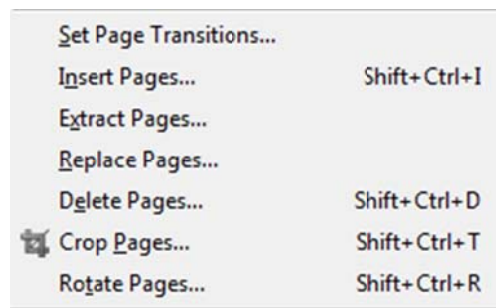 Set Page Transitions...
Insert Pages... Shift+Ctrl+I
Extract Pages...
Replace Pages...
Delete Pages... Shift+Ctrl+D
Crop Pages... Shift+Ctrl+T
Rotate Pages... Shift+Ctrl+R